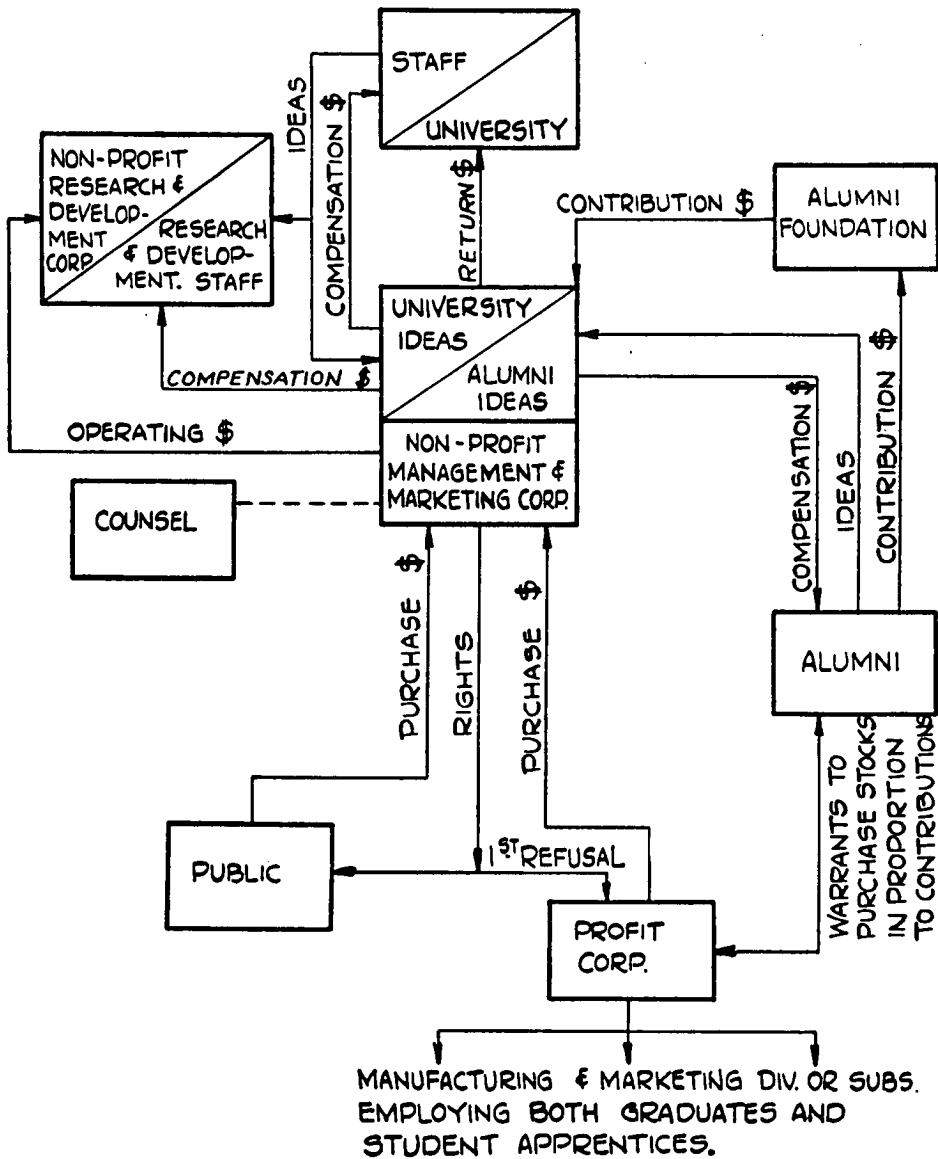 STAFF
UNIVERSITY
IDEAS
COMPENSATION $
RETURN $
NON-PROFIT
RESEARCH &
DEVELOP-
MENT
CORP.
RESEARCH
& DEVELOP-
MENT. STAFF
CONTRIBUTION $
ALUMNI
FOUNDATION
UNIVERSITY
IDEAS
ALUMNI
IDEAS
COMPENSATION $
OPERATING $
NON-PROFIT
MANAGEMENT &
MARKETING CORP.
COUNSEL
COMPENSATION $
IDEAS
CONTRIBUTION $
ALUMNI
PURCHASE $
RIGHTS
PURCHASE $
WARRANTS TO
PURCHASE STOCKS
IN PROPORTION
TO CONTRIBUTIONS
PUBLIC
1ST REFUSAL
PROFIT
CORP.
MANUFACTURING & MARKETING DIV. OR SUBS.
EMPLOYING BOTH GRADUATES AND
STUDENT APPRENTICES.